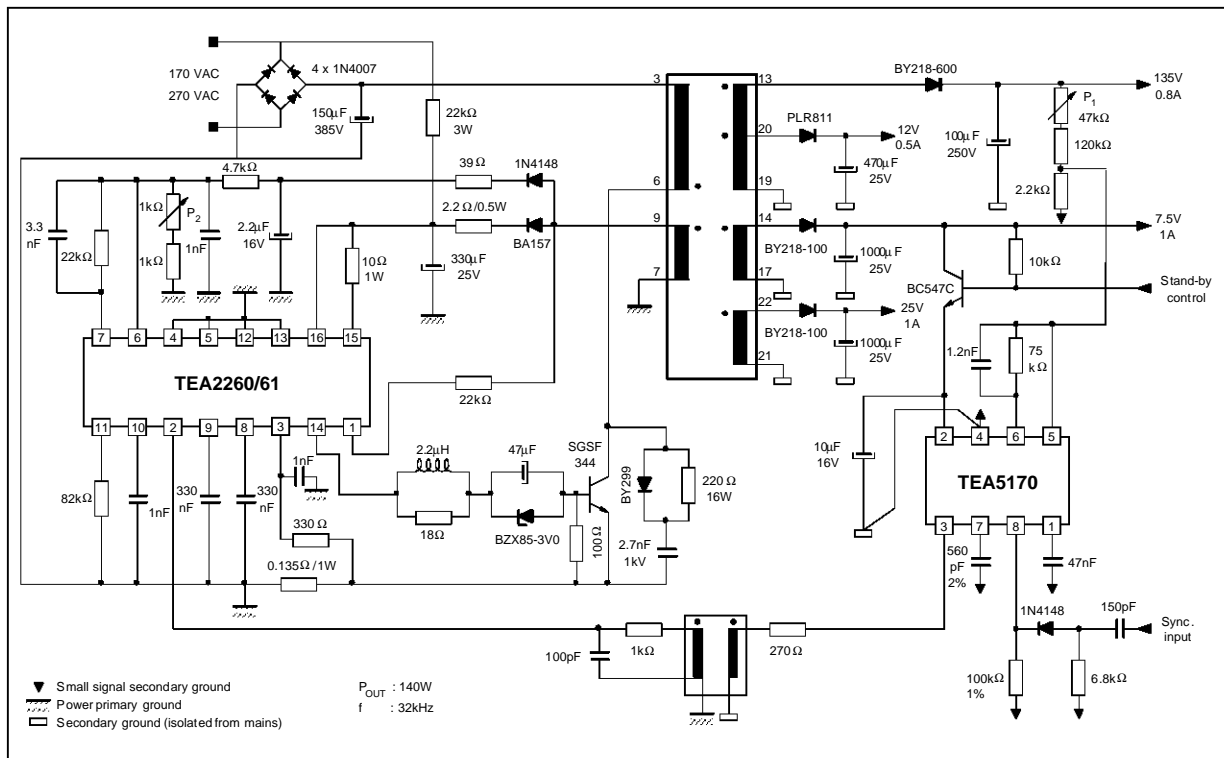 170 VAC
270 VAC
4 x 1N4007
150µF
385V
22kΩ
3W
3
6
9
7
13
20
19
14
17
22
21
BY218-600
135V
0.8A
P1
47kΩ
120kΩ
2.2kΩ
100µF
250V
PLR811
12V
0.5A
470µF
25V
4.7kΩ
39Ω
1N4148
2.2Ω/0.5W
BA157
3.3
nF
22kΩ
1kΩ
P2
1kΩ
1nF
2.2µF
16V
10Ω
1W
330µF
25V
BY218-100
1000µF
25V
7.5V
1A
10kΩ
BC547C
Stand-by
control
BY218-100
25V
1A
1000µF
25V
1.2nF
75
kΩ
7
6
4
5
12
13
16
15
TEA2260/61
11
10
2
9
8
3
14
1
22kΩ
2.2µH
18Ω
47µF
BZX85-3V0
SGSF
344
100Ω
BY299
220Ω
16W
2.7nF
1kV
10µF
16V
2
4
6
5
TEA5170
3
7
8
1
82kΩ
1nF
330
nF
330
nF
1nF
330Ω
0.135Ω/1W
560
pF
2%
47nF
1N4148
150pF
Sync.
input
100kΩ
1%
6.8kΩ
100pF
1kΩ
270Ω
Small signal secondary ground
Power primary ground
Secondary ground (isolated from mains)
POUT : 140W
f : 32kHz